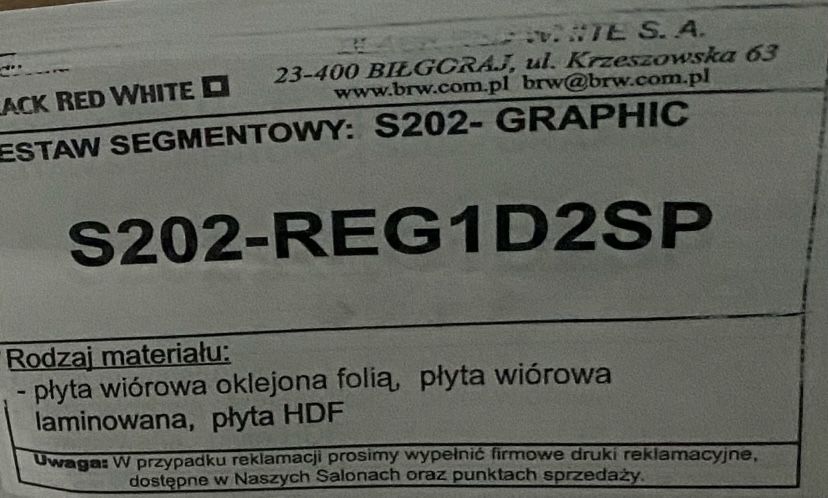 S. A.
23-400 BIŁGORAJ, ul. Krzeszowska 63
www.brw.com.pl brw@brw.com.pl
ACK RED WHITE
ESTAW SEGMENTOWY: S202- GRAPHIC
S202-REG1D2SP
Rodzaj materiału:
- płyta wiórowa oklejona folią, płyta wiórowa
laminowana, płyta HDF
Uwaga: W przypadku reklamacji prosimy wypełnić firmowe druki reklamacyjne,
dostępne w Naszych Salonach oraz punktach sprzedaży.